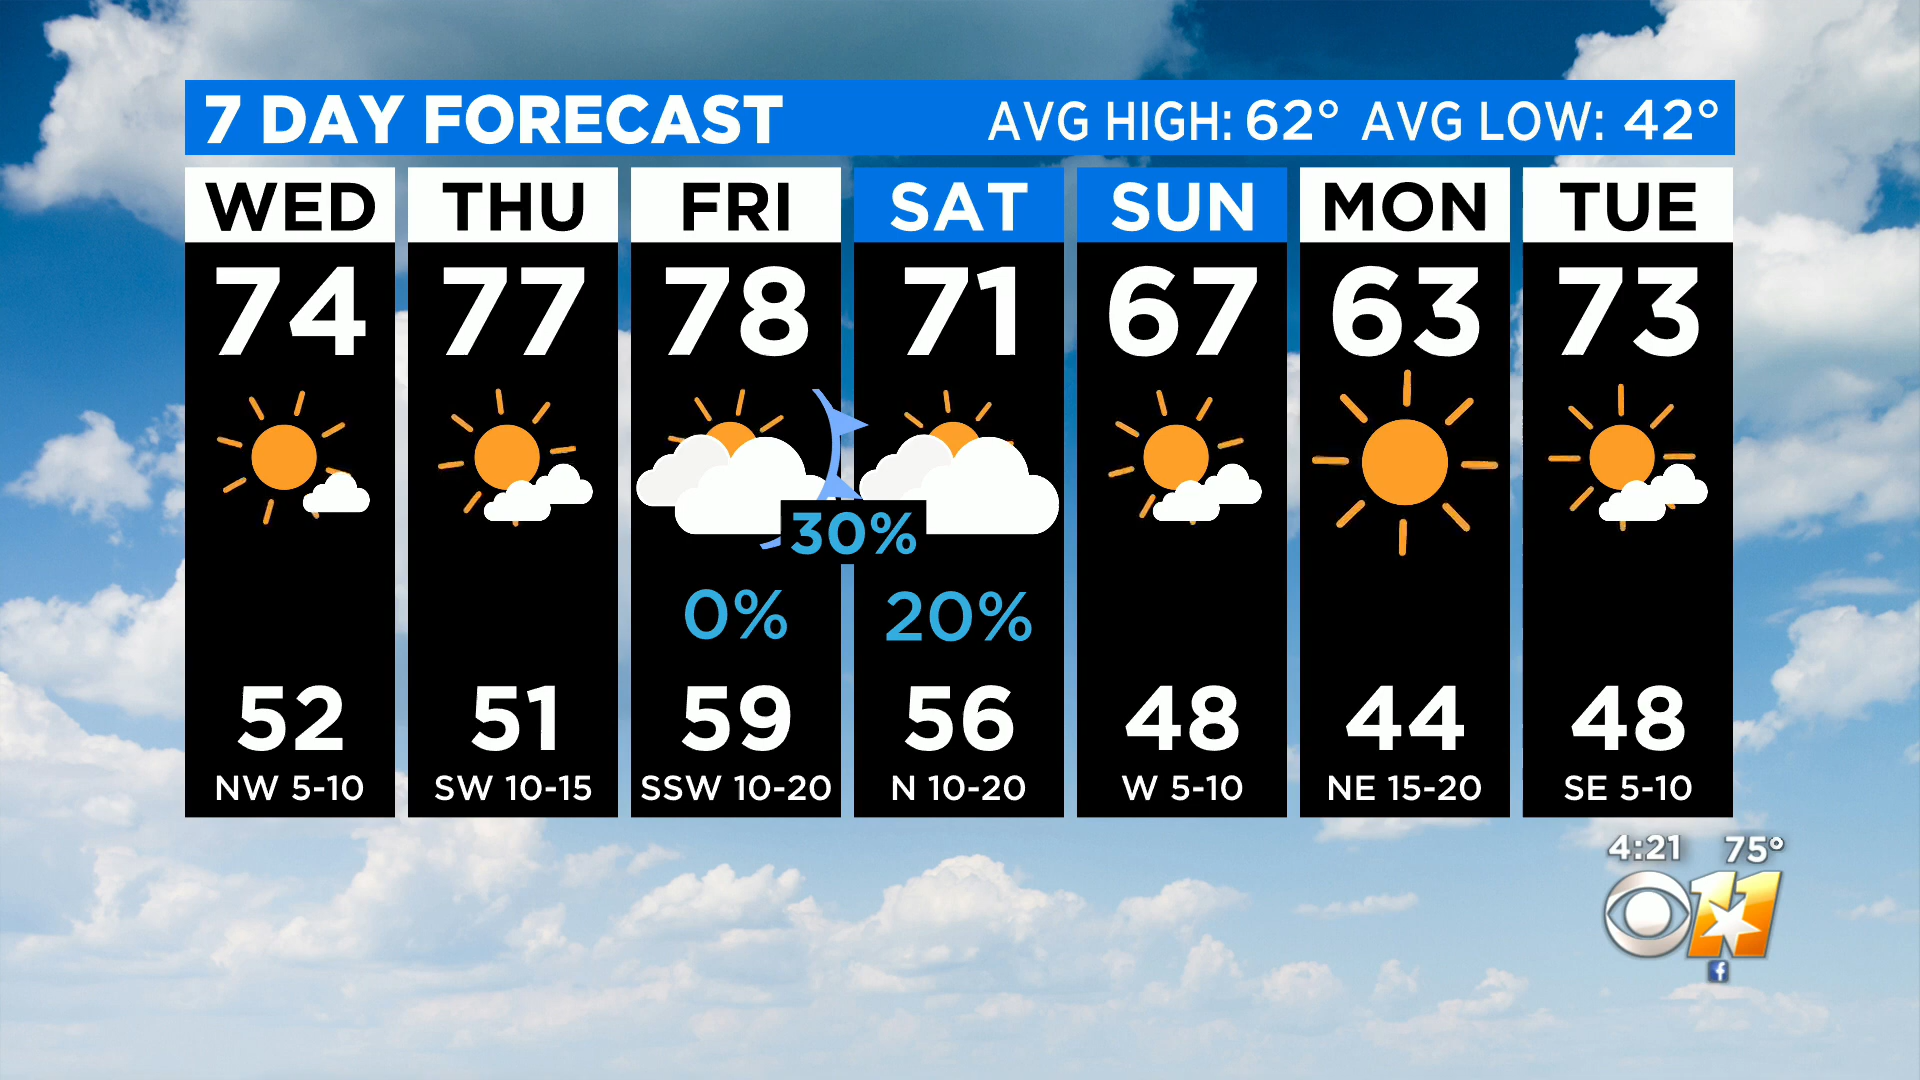 7 DAY FORECAST AVG HIGH: 62° AVG LOW: 42°
WED THU FRI SAT SUN MON TUE
74 77 78 71 67 63 73
30%
0% 20%
52 51 59 56 48 44 48
NW 5-10 SW 10-15 SSW 10-20 N 10-20 W 5-10 NE 15-20 SE 5-10
4:21 75°
11
f